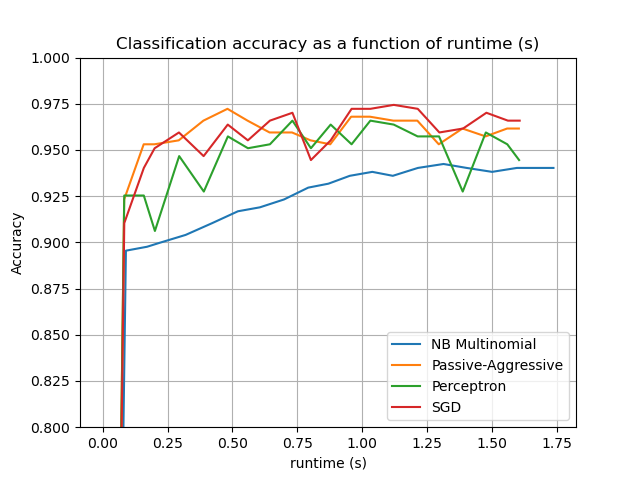 Classification accuracy as a function of runtime (s)
1.000
0.975
0.950
0.925
0.900
0.875
0.850
0.825
0.800
Accuracy
NB Multinomial
Passive-Aggressive
Perceptron
SGD
0.00 0.25 0.50 0.75 1.00 1.25 1.50 1.75
runtime (s)